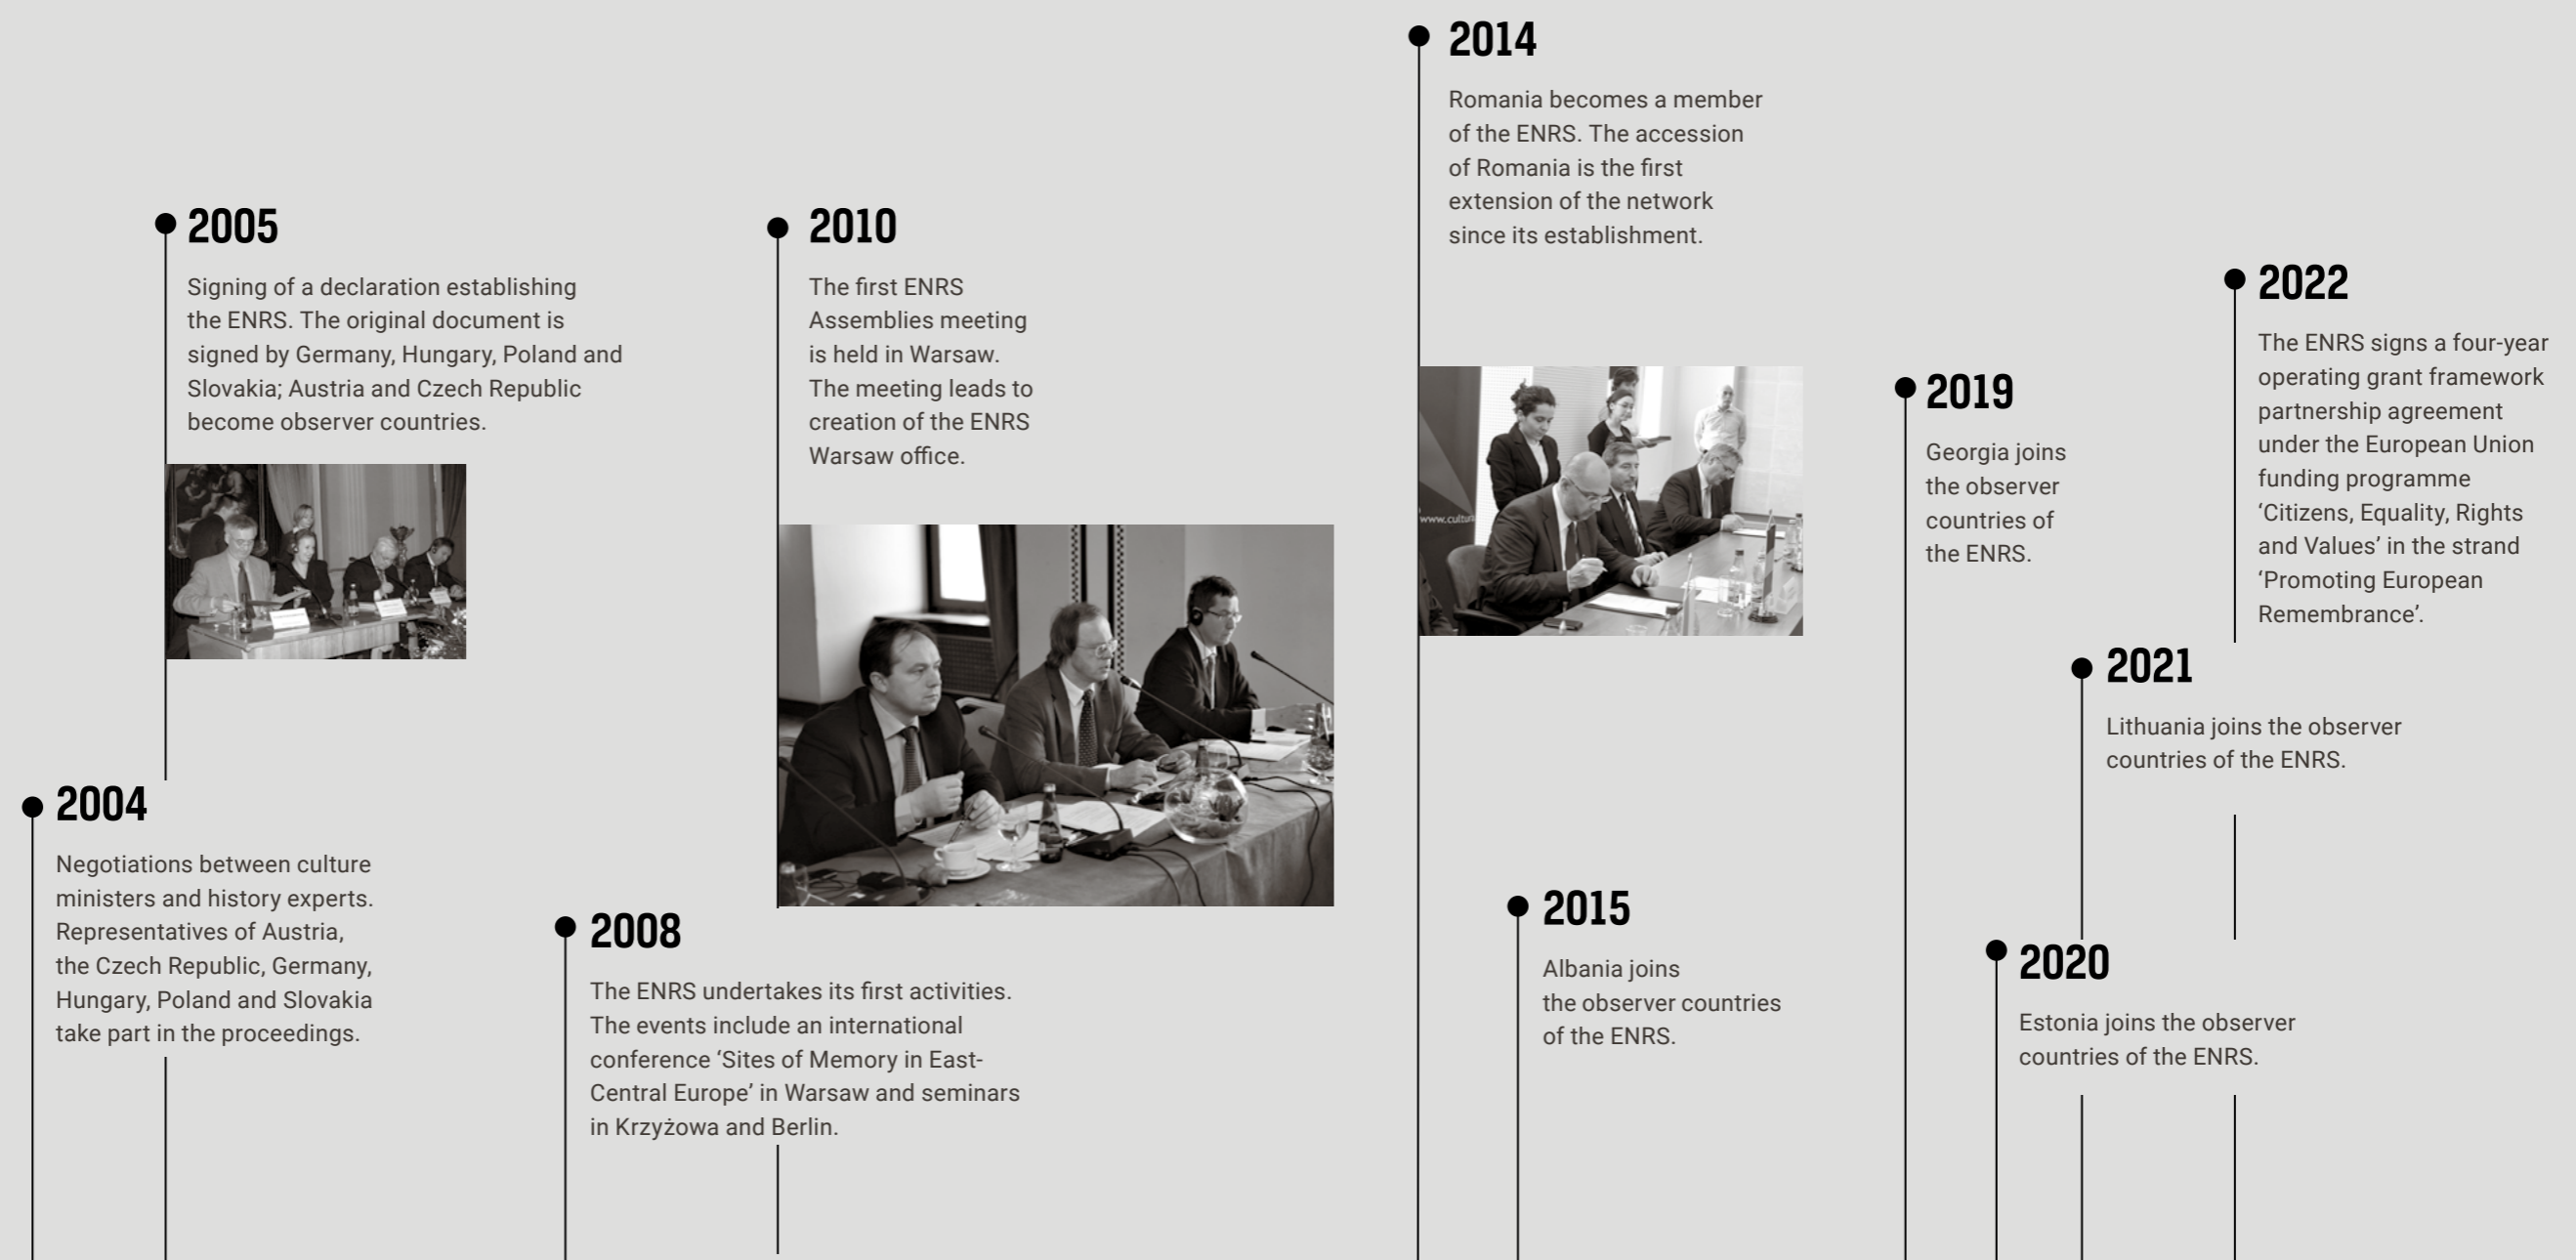 2004
Negotiations between culture
ministers and history experts.
Representatives of Austria,
the Czech Republic, Germany,
Hungary, Poland and Slovakia
take part in the proceedings.
2005
Signing of a declaration establishing
the ENRS. The original document is
signed by Germany, Hungary, Poland and
Slovakia; Austria and Czech Republic
become observer countries.
2008
The ENRS undertakes its first activities.
The events include an international
conference ‘Sites of Memory in East-
Central Europe’ in Warsaw and seminars
in Krzyżowa and Berlin.
2010
The first ENRS
Assemblies meeting
is held in Warsaw.
The meeting leads to
creation of the ENRS
Warsaw office.
2014
Romania becomes a member
of the ENRS. The accession
of Romania is the first
extension of the network
since its establishment.
www.cultur
2015
Albania joins
the observer countries
of the ENRS.
2019
Georgia joins
the observer
countries of
the ENRS.
2020
Estonia joins the observer
countries of the ENRS.
2021
Lithuania joins the observer
countries of the ENRS.
2022
The ENRS signs a four-year
operating grant framework
partnership agreement
under the European Union
funding programme
‘Citizens, Equality, Rights
and Values’ in the strand
‘Promoting European
Remembrance’.